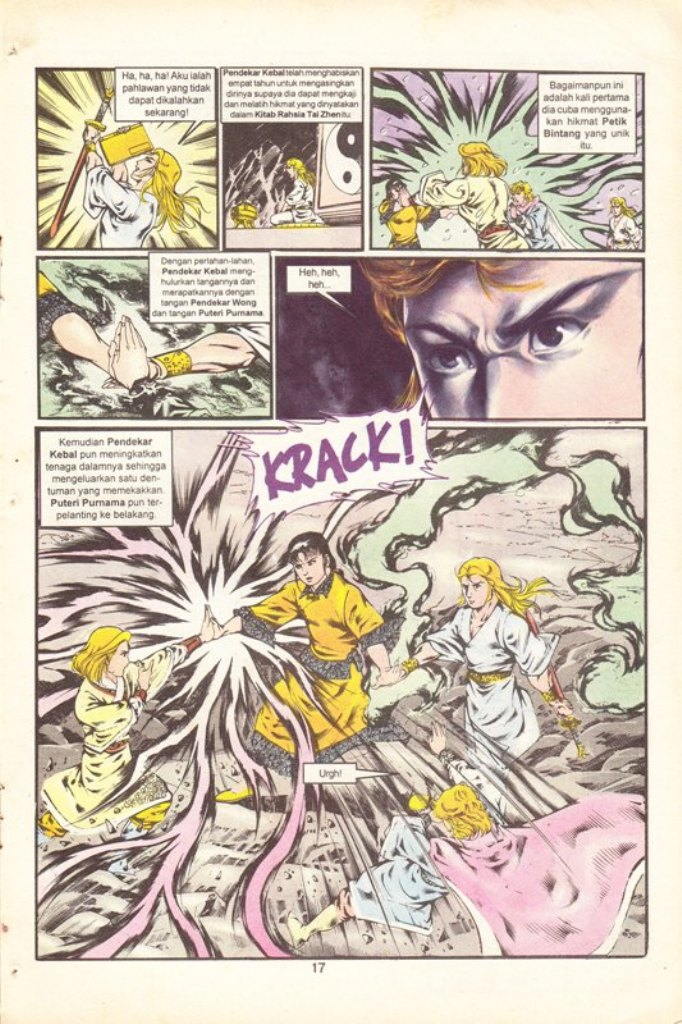 Ha, ha, ha! Aku ialah
pahlawan yang tidak
dapat dikalahkan
sekarang!
Pendekar Kebal telah menghabiskan
empat tahun untuk mengasingkan
dirinya supaya dia dapat mengkaji
dan melatih hikmat yang dinyatakan
dalam Kitab Rahsia Tai Zhen itu.
Bagaimanapun ini
adalah kali pertama
dia cuba mengguna-
kan hikmat Petik
Bintang yang unik
itu.
Dengan perlahan-lahan,
Pendekar Kebal meng-
hulurkan tangannya dan
merapatkannya dengan
tangan Pendekar Wong
dan tangan Puteri Purnama.
Heh, heh,
heh...
Kemudian Pendekar
Kebal pun meningkatkan
tenaga dalamnya sehingga
mengeluarkan satu den-
tuman yang memekakkan.
Puteri Purnama pun ter-
pelanting ke belakang.
KRACK!
Urgh!
17